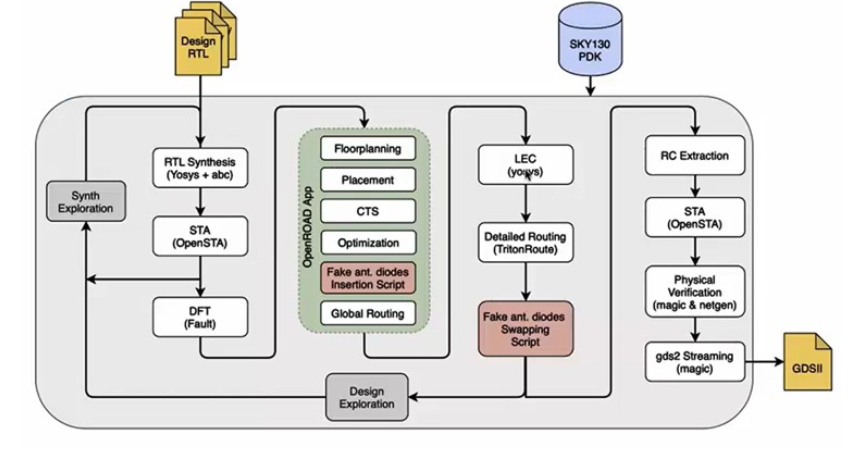 Design
RTL
SKY130
PDK
Synth
Exploration
RTL Synthesis
(Yosys + abc)
STA
(OpenSTA)
DFT
(Fault)
OpenROAD App
Floorplanning
Placement
CTS
Optimization
Fake ant. diodes
Insertion Script
Global Routing
LEC
(yosys)
Detailed Routing
(TritonRoute)
Fake ant. diodes
Swapping
Script
Design
Exploration
RC Extraction
STA
(OpenSTA)
Physical
Verification
(magic & netgen)
gds2 Streaming
(magic)
GDSII